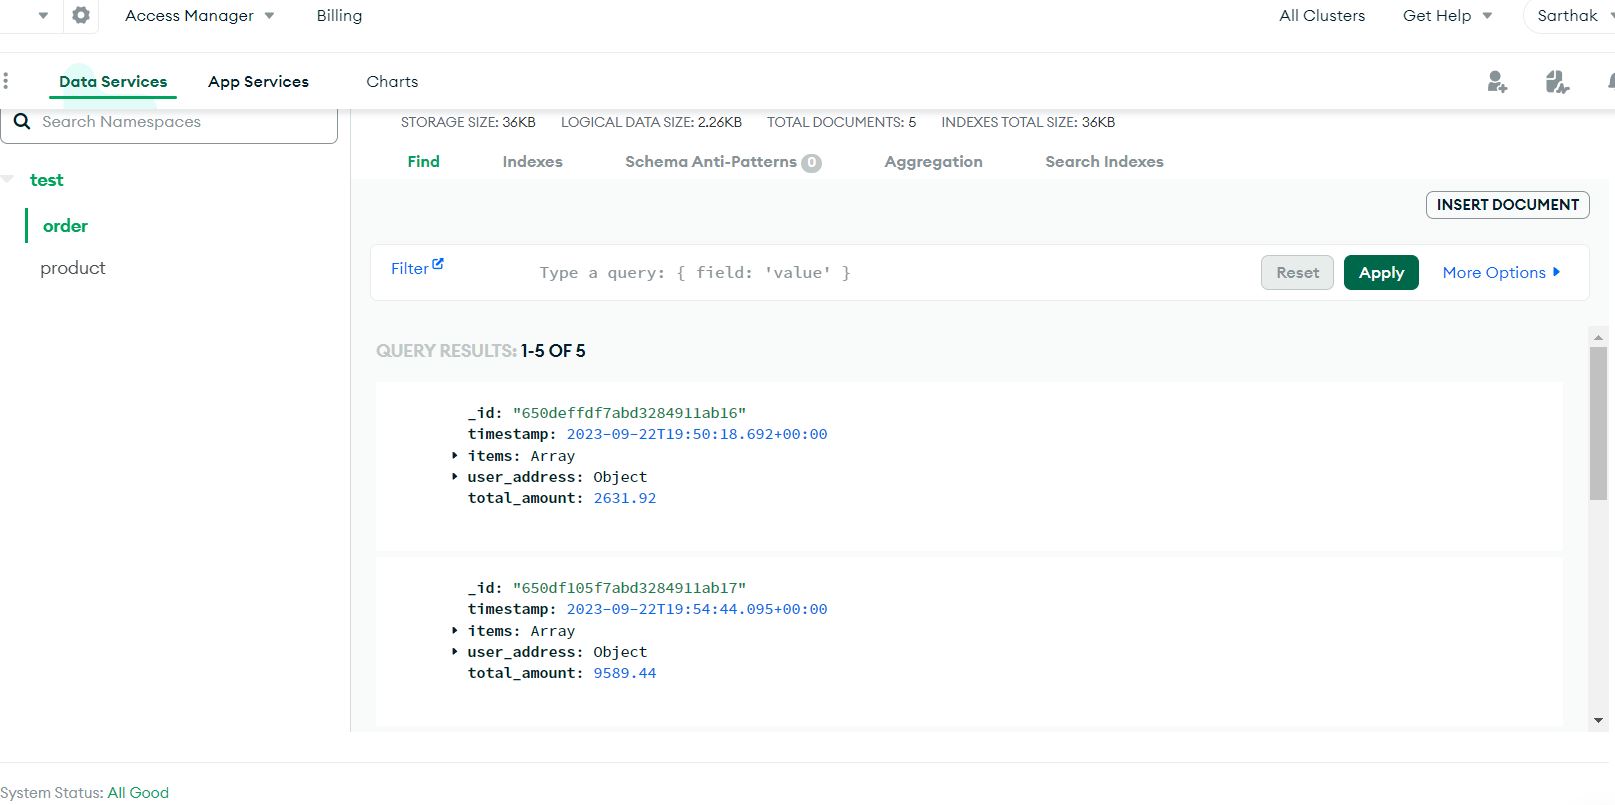 Access Manager Billing All Clusters Get Help Sarthak
Data Services App Services Charts
Search Namespaces
test
order
product
STORAGE SIZE: 36KB LOGICAL DATA SIZE: 2.26KB TOTAL DOCUMENTS: 5 INDEXES TOTAL SIZE: 36KB
Find Indexes Schema Anti-Patterns 0 Aggregation Search Indexes
INSERT DOCUMENT
Filter Type a query: { field: 'value' } Reset Apply More Options
QUERY RESULTS: 1-5 OF 5
_id: "650deffdf7abd3284911ab16"
timestamp: 2023-09-22T19:50:18.692+00:00
items: Array
user_address: Object
total_amount: 2631.92
_id: "650df105f7abd3284911ab17"
timestamp: 2023-09-22T19:54:44.095+00:00
items: Array
user_address: Object
total_amount: 9589.44
System Status: All Good